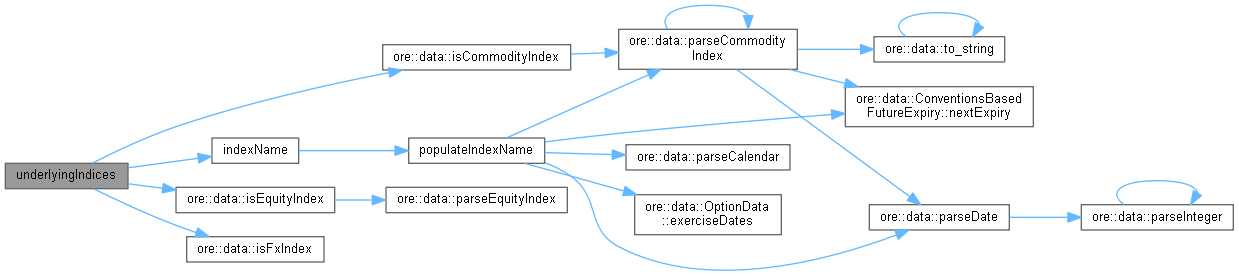 underlyingIndices
ore::data::isCommodityIndex
indexName
ore::data::isEquityIndex
ore::data::isFxIndex
populateIndexName
ore::data::parseEquityIndex
ore::data::parseCommodity
Index
ore::data::parseCalendar
ore::data::OptionData
::exerciseDates
ore::data::to_string
ore::data::ConventionsBased
FutureExpiry::nextExpiry
ore::data::parseDate
ore::data::parseInteger